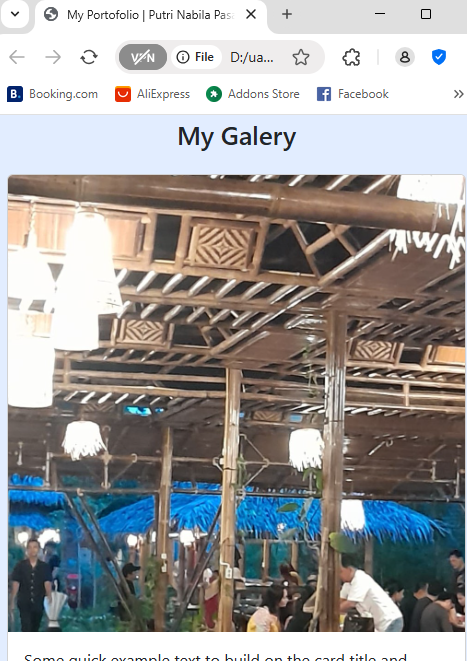 My Portofolio | Putri Nabila Pas
VPN
File
D:/ua...
B.
Booking.com
AliExpress
Addons Store
Facebook
My Galery
Some quick example text to build on the card title and